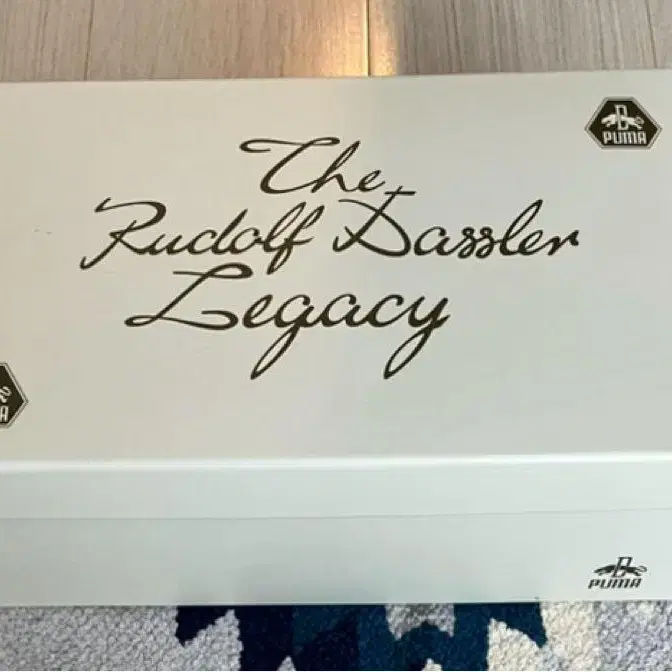 PUMA
The
Rudolf Dassler
Legacy
PUMA